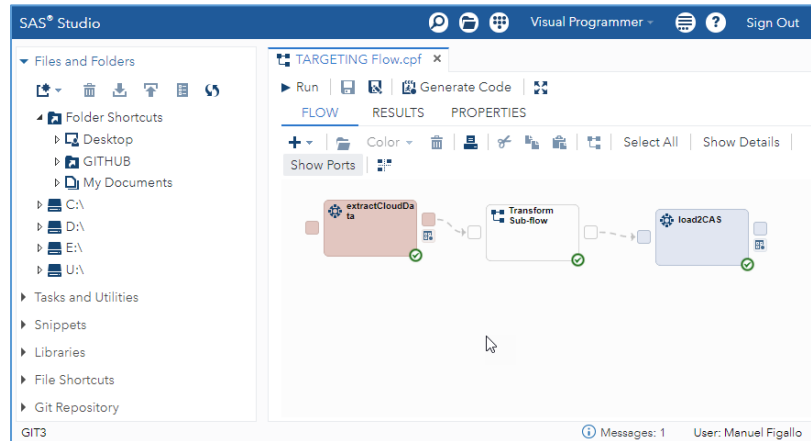 SAS® Studio
Visual Programmer
Sign Out
Files and Folders
Folder Shortcuts
Desktop
GITHUB
My Documents
C:\
D:\
E:\
U:\
Tasks and Utilities
Snippets
Libraries
File Shortcuts
Git Repository
TARGETING Flow.cpf
Run
Generate Code
FLOW RESULTS PROPERTIES
Color
Select All
Show Details
Show Ports
extractCloudDa
ta
Transform
Sub-flow
load2CAS
GIT3
Messages: 1
User: Manuel Figallo